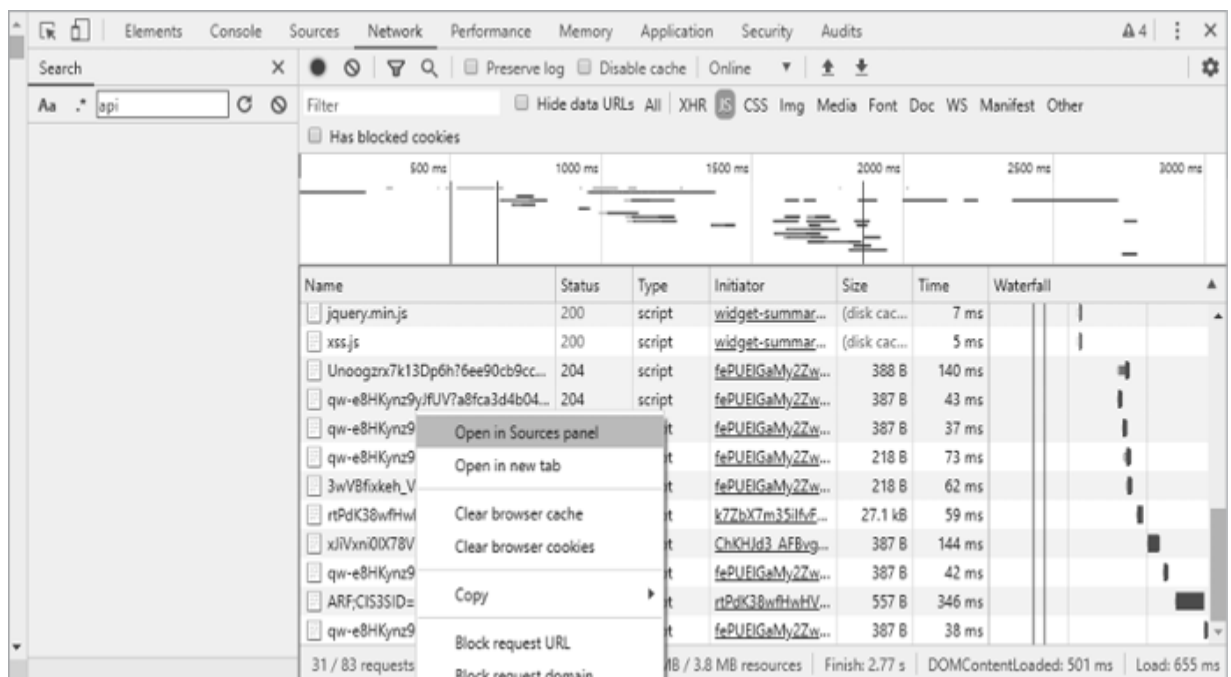 Elements Console Sources Network Performance Memory Application Security Audits 4
Search
Aa .* api
Preserve log Disable cache Online
Filter Hide data URLs All XHR JS CSS Img Media Font Doc WS Manifest Other
Has blocked cookies
500 ms 1000 ms 1500 ms 2000 ms 2500 ms 3000 ms
Name Status Type Initiator Size Time Waterfall
jquery.min.js 200 script widget-summar... (disk cac... 7 ms
xss.js 200 script widget-summar... (disk cac... 5 ms
Unoogzrx7k13Dp6h?6ee90cb9cc... 204 script fePUEIGaMy2Zw... 388 B 140 ms
qw-e8HKynz9yJfUV?a8fca3d4b04... 204 script fePUEIGaMy2Zw... 387 B 43 ms
qw-e8HKynz9 fePUEIGaMy2Zw... 387 B 37 ms
qw-e8HKynz9 fePUEIGaMy2Zw... 218 B 73 ms
3wVBfixkeh_V fePUEIGaMy2Zw... 218 B 62 ms
rtPdK38wfHwl 27.1 kB 59 ms
xJiVxni0IX78V ChKHJd3_AFBvg... 387 B 144 ms
qw-e8HKynz9 fePUEIGaMy2Zw... 387 B 42 ms
ARF;CIS3SID= rtPdK38wfHwHV... 557 B 346 ms
qw-e8HKynz9 fePUEIGaMy2Zw... 387 B 38 ms
Open in Sources panel
Open in new tab
Clear browser cache
Clear browser cookies
Copy
Block request URL
Block request domain
31 / 83 requests MB / 3.8 MB resources Finish: 2.77 s DOMContentLoaded: 501 ms Load: 655 ms